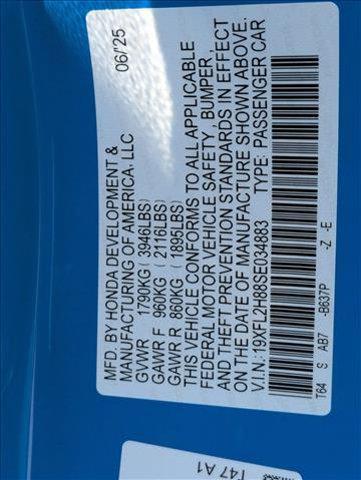 06/'25
MFD. BY HONDA DEVELOPMENT &
MANUFACTURING OF AMERICA, LLC
GVWR 1790KG (3946LBS)
GAWR F 960KG (2116LBS)
GAWR R 860KG (1895LBS)
THIS VEHICLE CONFORMS TO ALL APPLICABLE
FEDERAL MOTOR VEHICLE SAFETY, BUMPER,
AND THEFT PREVENTION STANDARDS IN EFFECT
ON THE DATE OF MANUFACTURE SHOWN ABOVE.
V.I.N.:19XFL2H88SE034883 TYPE: PASSENGER CAR
T64 S AB7 -B637P -Z -E
T47 A1